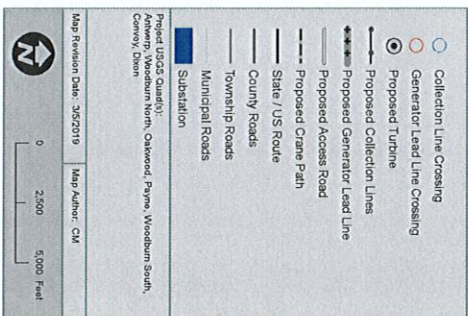 Collection Line Crossing
Generator Lead Line Crossing
Proposed Turbine
Proposed Collection Lines
Proposed Generator Lead Line
Proposed Access Road
Proposed Crane Path
State / US Route
County Roads
Township Roads
Municipal Roads
Substation
Project USGS Quad(s):
Antwerp, Woodburn North, Oakwood, Payne, Woodburn South,
Convoy, Dixon
Map Revision Date: 3/5/2019 Map Author: CM
N
0 2,500 5,000 Feet